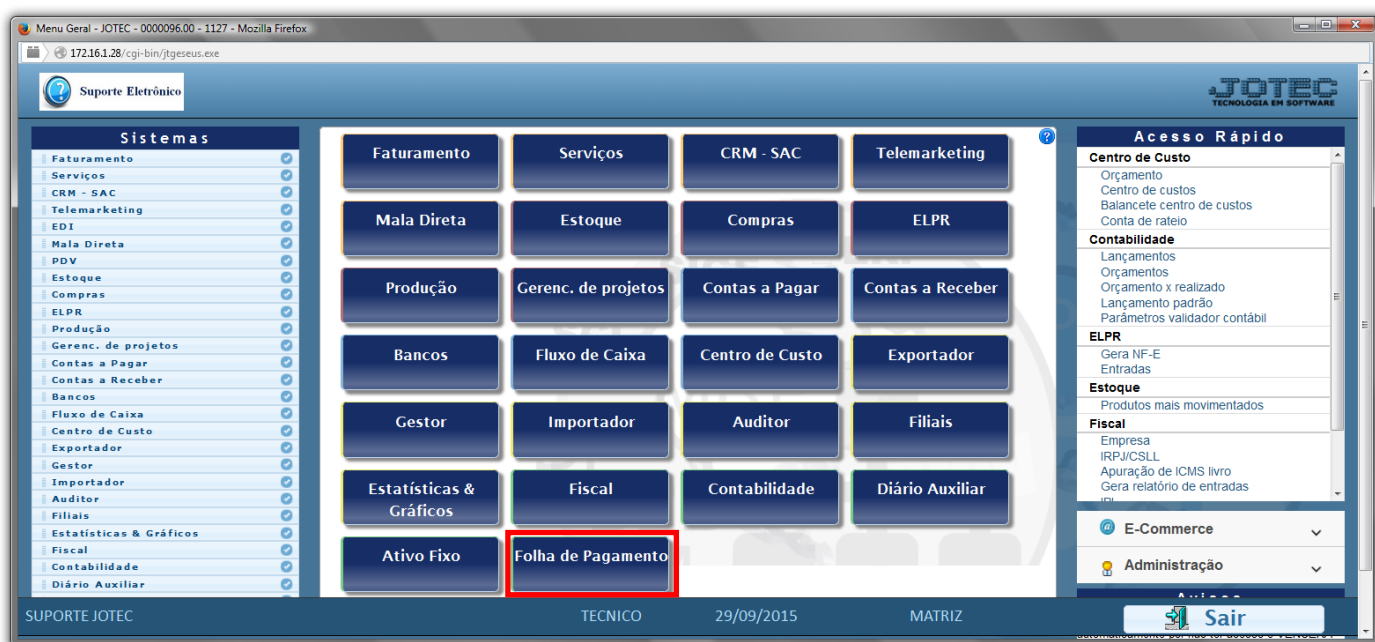 Menu Geral - JOTEC - 0000096.00 - 1127 - Mozilla Firefox
172.16.1.28/cgi-bin/jtgeseus.exe
Suporte Eletrônico
JOTEC
TECNOLOGIA EM SOFTWARE
Sistemas
Faturamento
Serviços
CRM - SAC
Telemarketing
EDI
Mala Direta
PDV
Estoque
Compras
ELPR
Produção
Gerenc. de projetos
Contas a Pagar
Contas a Receber
Bancos
Fluxo de Caixa
Centro de Custo
Exportador
Gestor
Importador
Auditor
Filiais
Estatísticas & Gráficos
Fiscal
Contabilidade
Diário Auxiliar
Faturamento
Serviços
CRM - SAC
Telemarketing
Mala Direta
Estoque
Compras
ELPR
Produção
Gerenc. de projetos
Contas a Pagar
Contas a Receber
Bancos
Fluxo de Caixa
Centro de Custo
Exportador
Gestor
Importador
Auditor
Filiais
Estatísticas &
Gráficos
Fiscal
Contabilidade
Diário Auxiliar
Ativo Fixo
Folha de Pagamento
Acesso Rápido
Centro de Custo
Orçamento
Centro de custos
Balancete centro de custos
Conta de rateio
Contabilidade
Lançamentos
Orçamentos
Orçamento x realizado
Lançamento padrão
Parâmetros validador contábil
ELPR
Gera NF-E
Entradas
Estoque
Produtos mais movimentados
Fiscal
Empresa
IRPJ/CSLL
Apuração de ICMS livro
Gera relatório de entradas
IPI
E-Commerce
Administração
Avisos
SUPORTE JOTEC
TECNICO
29/09/2015
MATRIZ
Sair